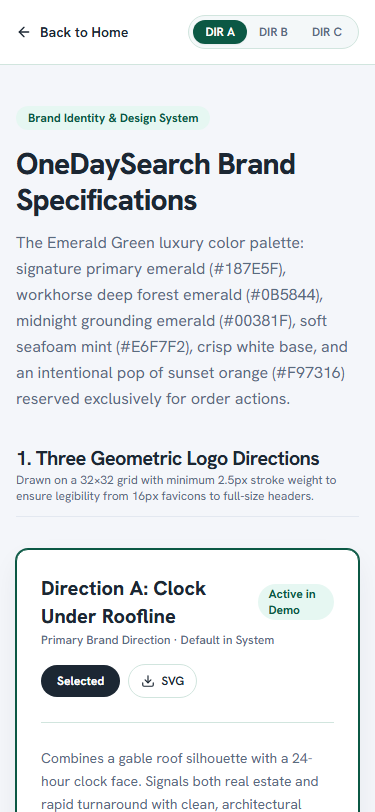 Back to Home
DIR A DIR B DIR C
Brand Identity & Design System
OneDaySearch Brand
Specifications
The Emerald Green luxury color palette:
signature primary emerald (#187E5F),
workhorse deep forest emerald (#0B5844),
midnight grounding emerald (#00381F), soft
seafoam mint (#E6F7F2), crisp white base, and
an intentional pop of sunset orange (#F97316)
reserved exclusively for order actions.
1. Three Geometric Logo Directions
Drawn on a 32×32 grid with minimum 2.5px stroke weight to
ensure legibility from 16px favicons to full-size headers.
Direction A: Clock
Under Roofline
Active in
Demo
Primary Brand Direction · Default in System
Selected
SVG
Combines a gable roof silhouette with a 24-
hour clock face. Signals both real estate and
rapid turnaround with clean, architectural